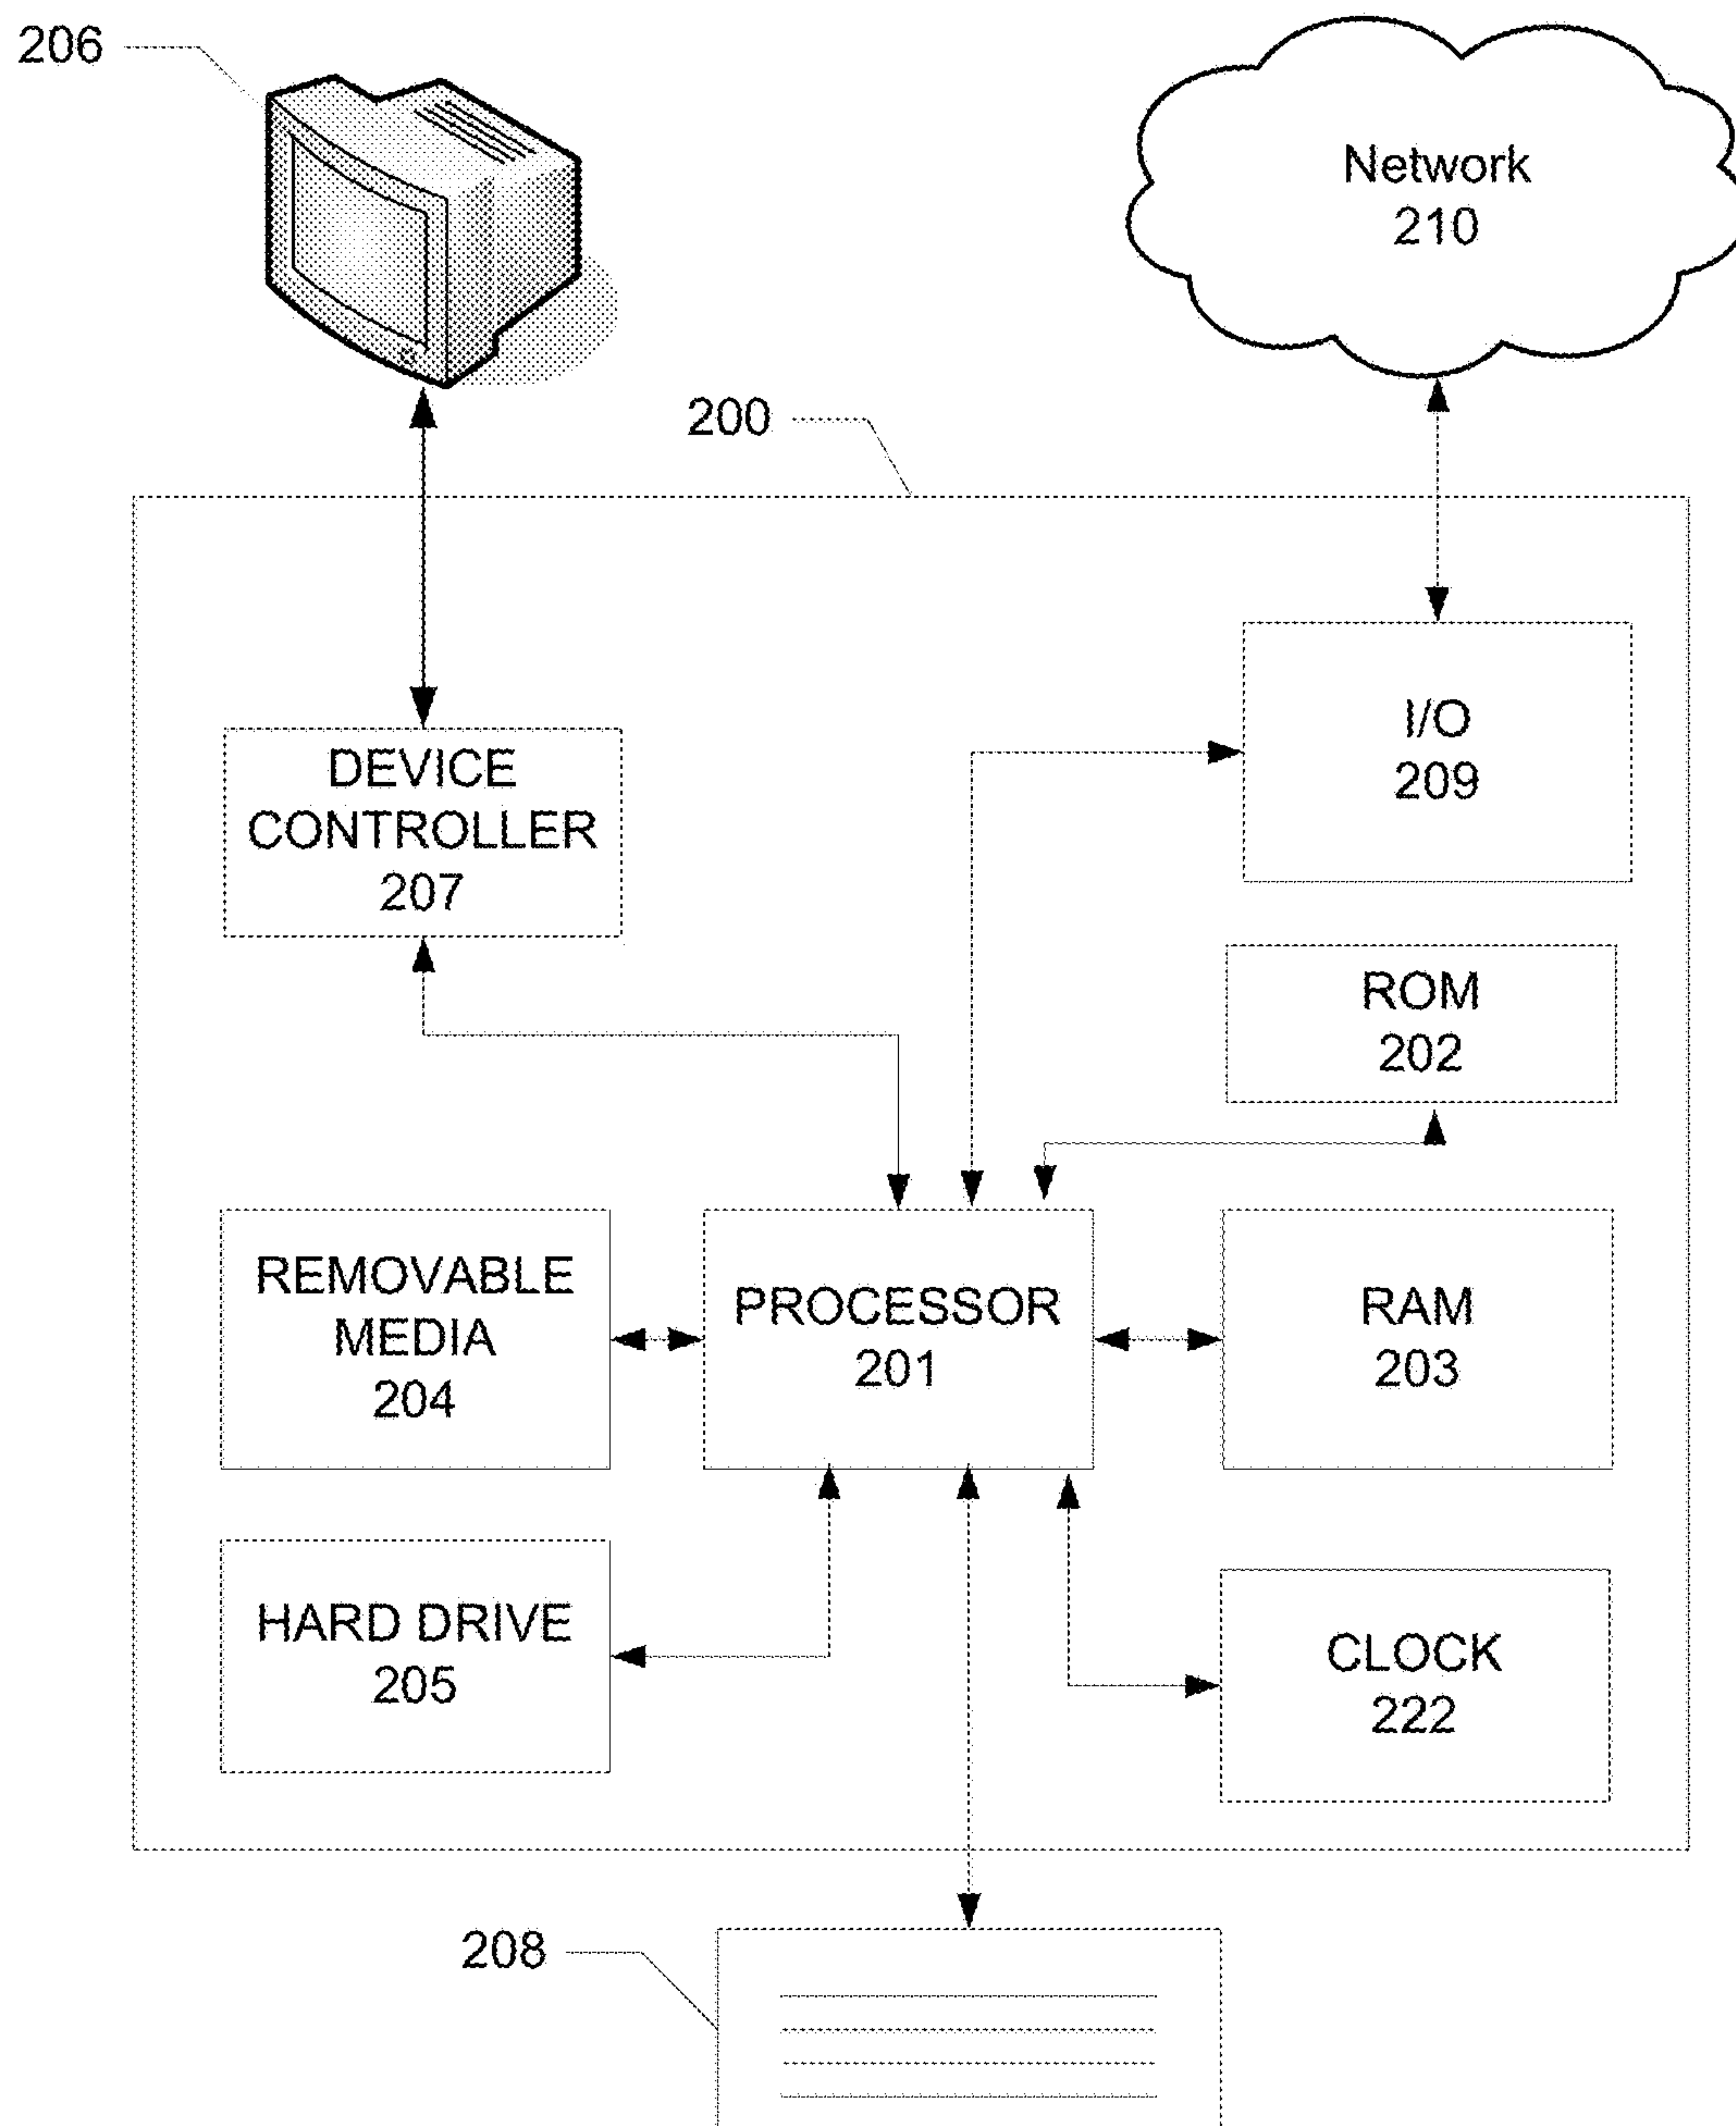 206
Network
210
200
DEVICE
CONTROLLER
207
I/O
209
ROM
202
REMOVABLE
MEDIA
204
PROCESSOR
201
RAM
203
HARD DRIVE
205
CLOCK
222
208